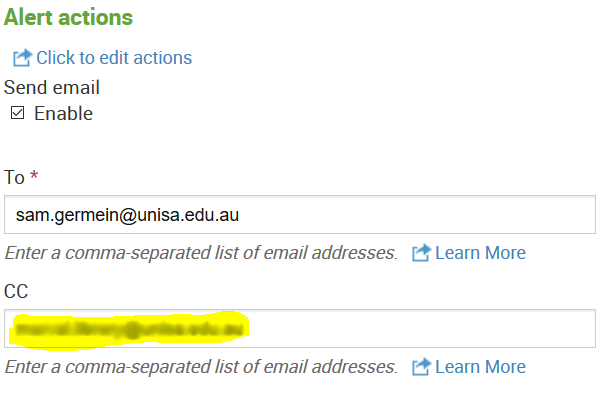 Alert actions
Click to edit actions
Send email
Enable
To *
sam.germein@unisa.edu.au
Enter a comma-separated list of email addresses. Learn More
CC
Enter a comma-separated list of email addresses. Learn More